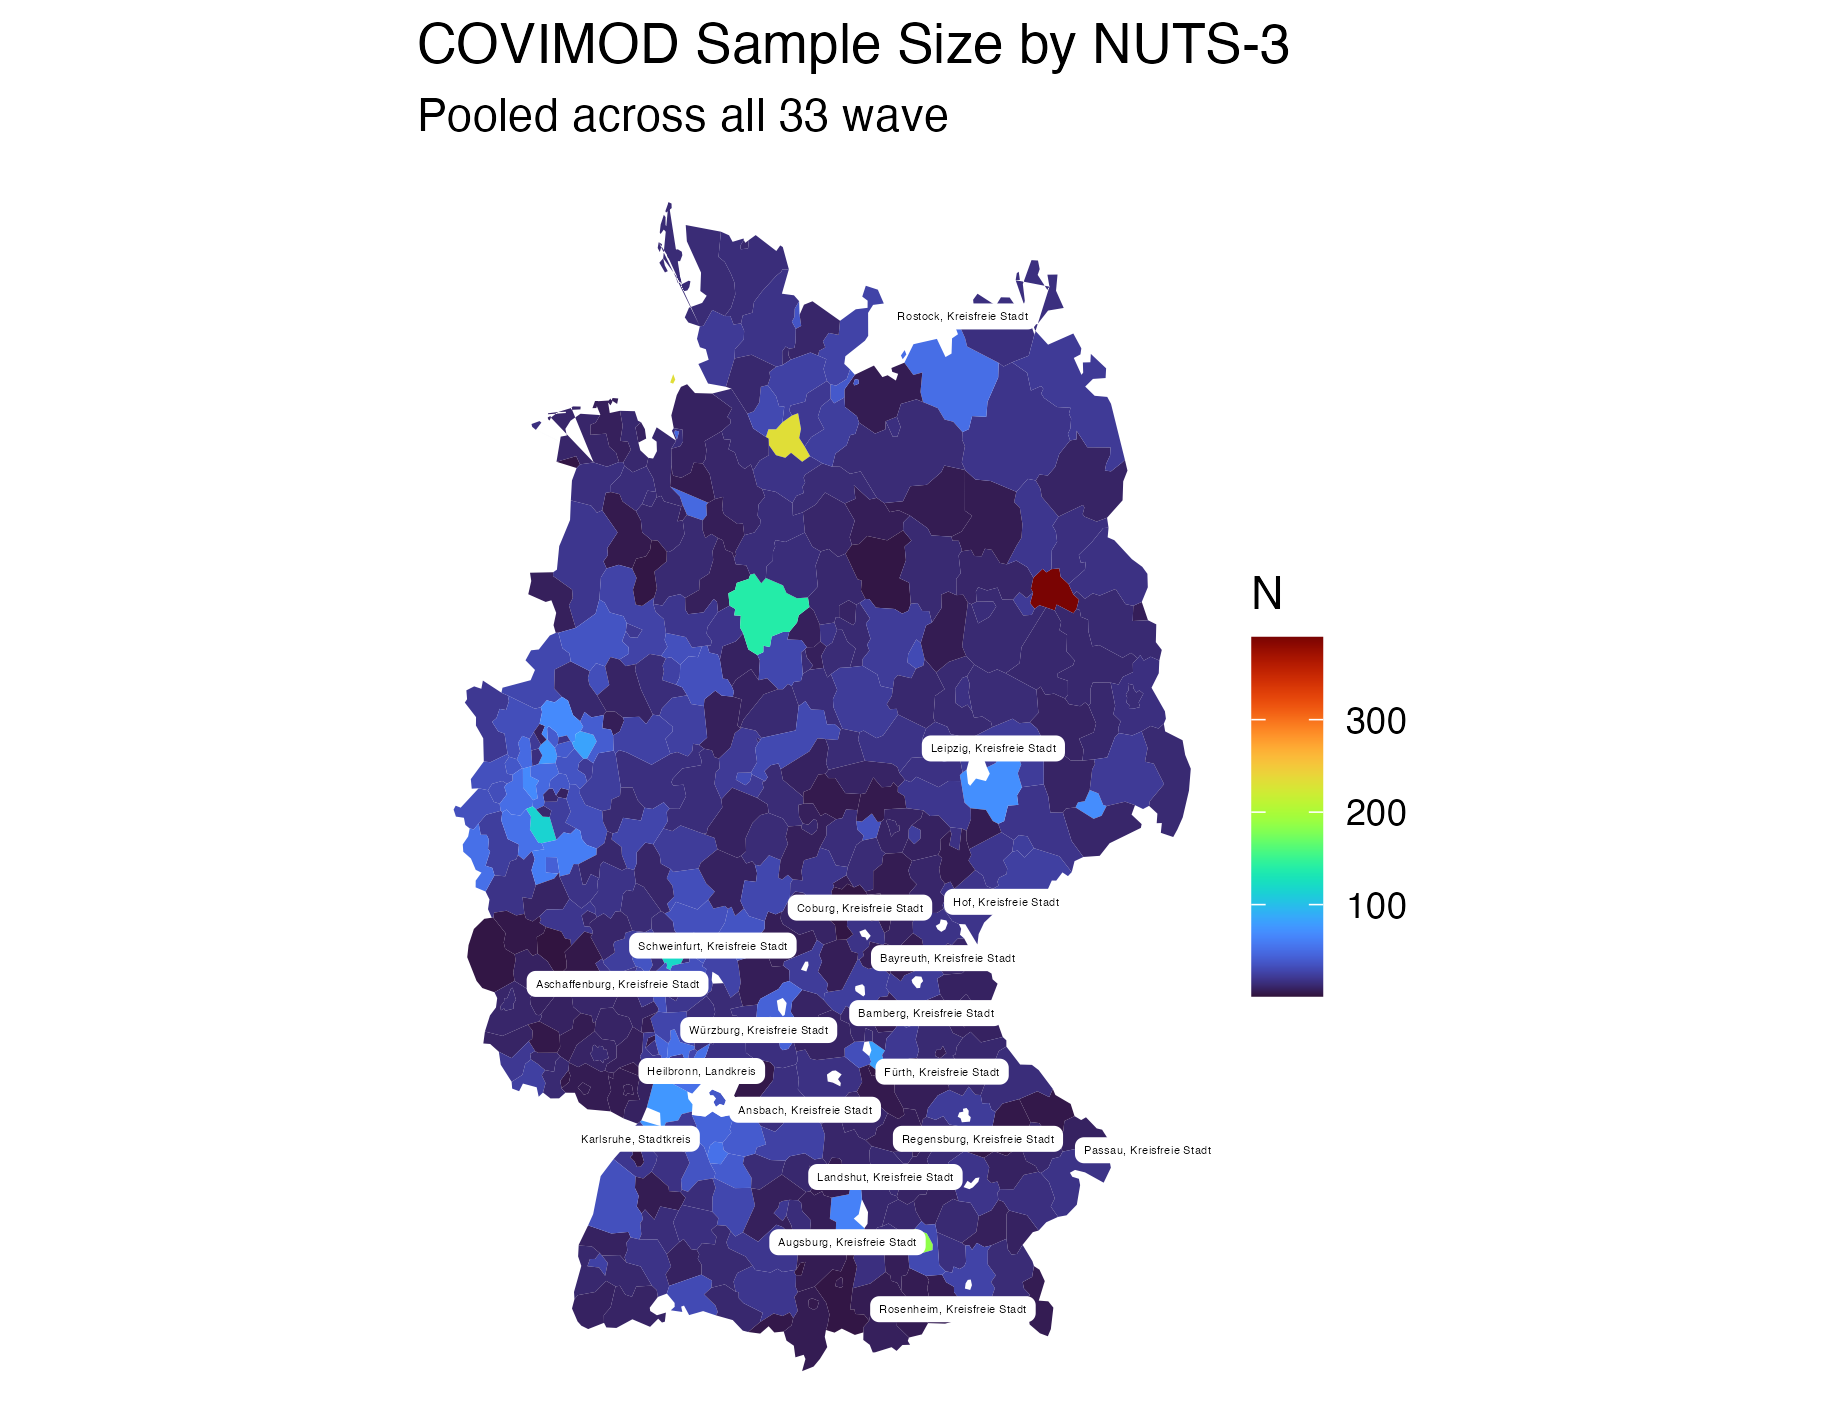 COVIMOD Sample Size by NUTS-3
Pooled across all 33 wave
Rostock, Kreisfreie Stadt
N
300
200
100
Leipzig, Kreisfreie Stadt
Hof, Kreisfreie Stadt
Coburg, Kreisfreie Stadt
Schweinfurt, Kreisfreie Stadt
Bayreuth, Kreisfreie Stadt
Aschaffenburg, Kreisfreie Stadt
Bamberg, Kreisfreie Stadt
Würzburg, Kreisfreie Stadt
Heilbronn, Landkreis
Fürth, Kreisfreie Stadt
Ansbach, Kreisfreie Stadt
Karlsruhe, Stadtkreis
Regensburg, Kreisfreie Stadt
Passau, Kreisfreie Stadt
Landshut, Kreisfreie Stadt
Augsburg, Kreisfreie Stadt
Rosenheim, Kreisfreie Stadt